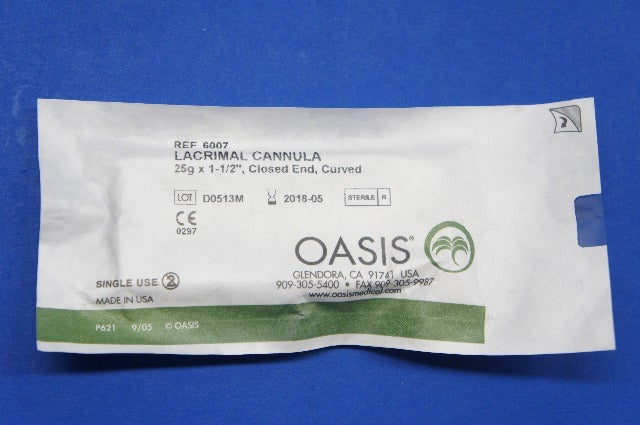 REF 6007
LACRIMAL CANNULA
25g x 1-1/2", Closed End, Curved
LOT D0513M 2018-05 STERILE R
CE
0297
OASIS®
GLENDORA, CA 91741 USA
909-305-5400 • FAX 909-305-9987
www.oasismedical.com
SINGLE USE 2
MADE IN USA
P621 9/05 © OASIS